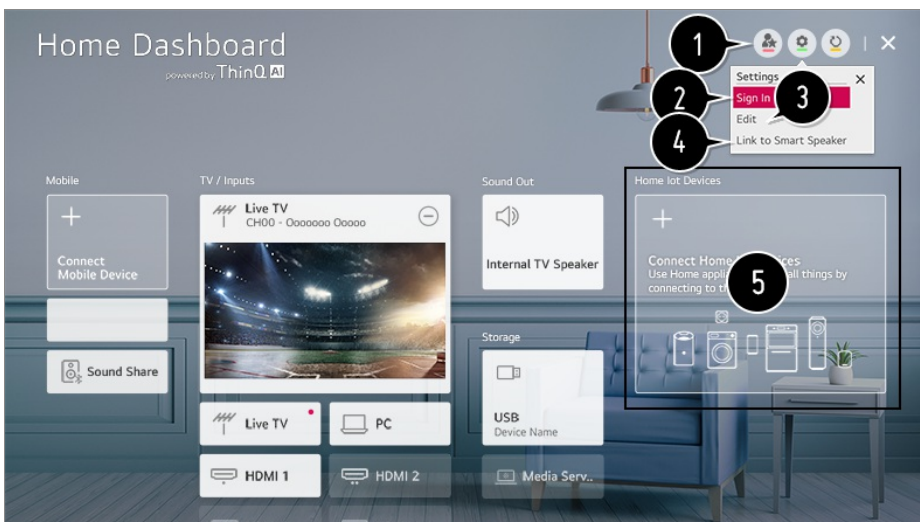 Home Dashboard
powered by ThinQ AI
1
Settings
2
Sign In
3
Edit
4
Link to Smart Speaker
Mobile
TV / Inputs
Sound Out
Home Iot Devices
Live TV
CH00 - Ooooooo Ooooo
Connect
Mobile Device
Internal TV Speaker
Connect Home
Use Home all things by
connecting to
5
Storage
Sound Share
USB
Device Name
Live TV
PC
HDMI 1
HDMI 2
Media Serv..